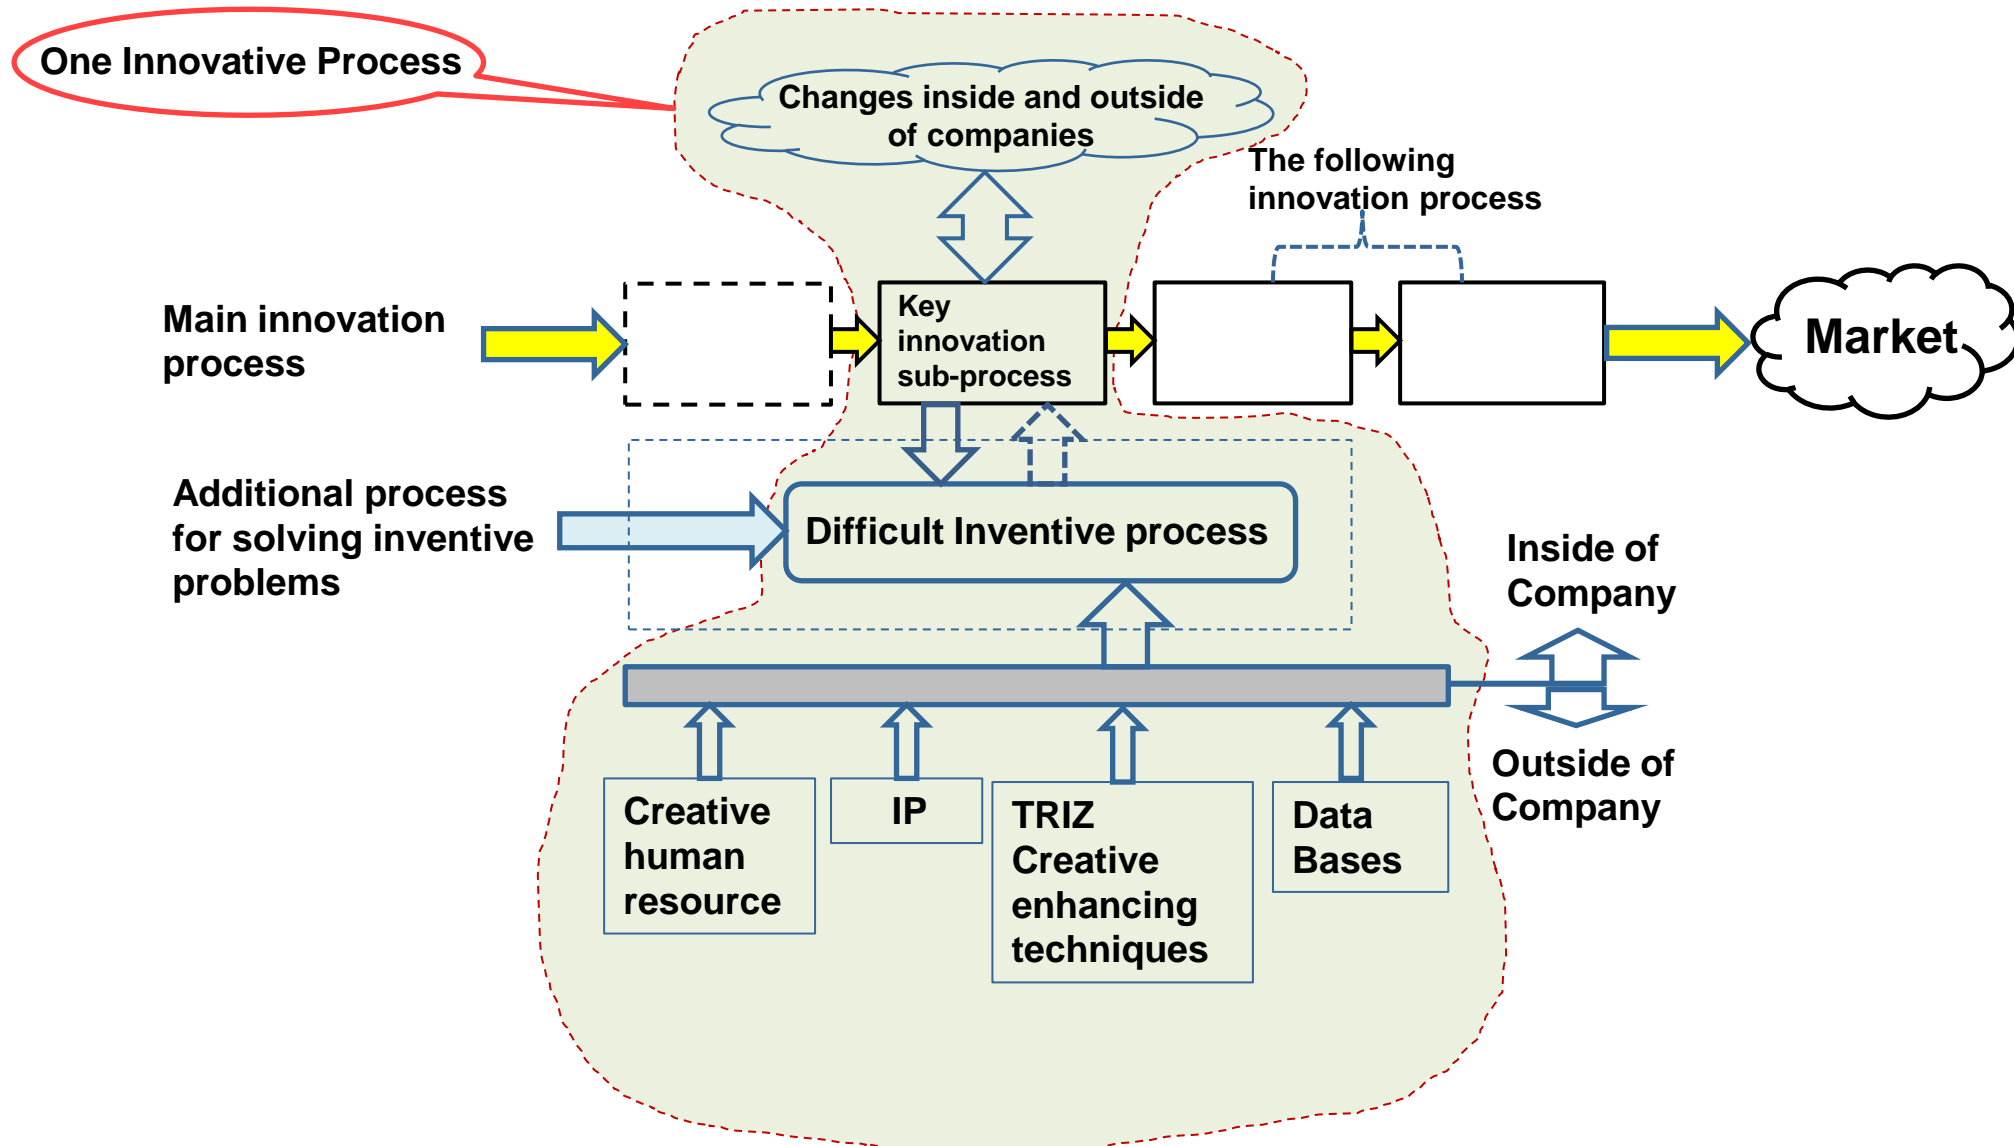 One Innovative Process
Changes inside and outside
of companies
The following
innovation process
Main innovation
process
Key
innovation
sub-process
Market
Additional process
for solving inventive
problems
Difficult Inventive process
Inside of
Company
Outside of
Company
Creative
human
resource
IP
TRIZ
Creative
enhancing
techniques
Data
Bases